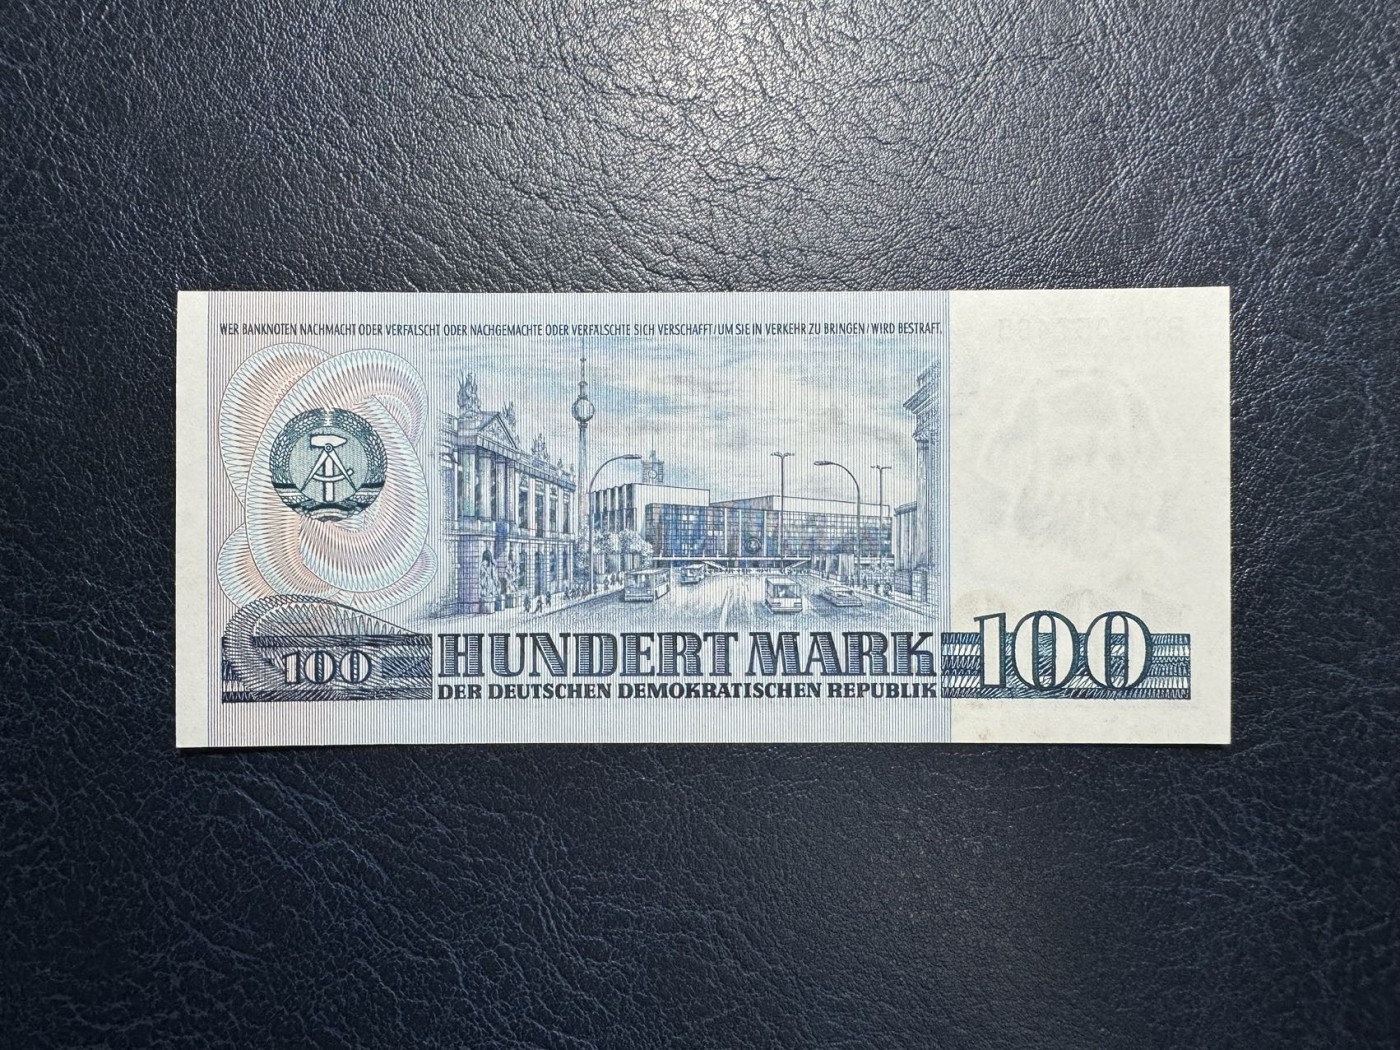 WER BANKNOTEN NACHMACHT ODER VERFÄLSCHT ODER NACHGEMACHTE ODER VERFÄLSCHTE SICH VERSCHAFFT/UM SIE IN VERKEHR ZU BRINGEN/WIRD BESTRAFT.
100
HUNDERT MARK
DER DEUTSCHEN DEMOKRATISCHEN REPUBLIK
100